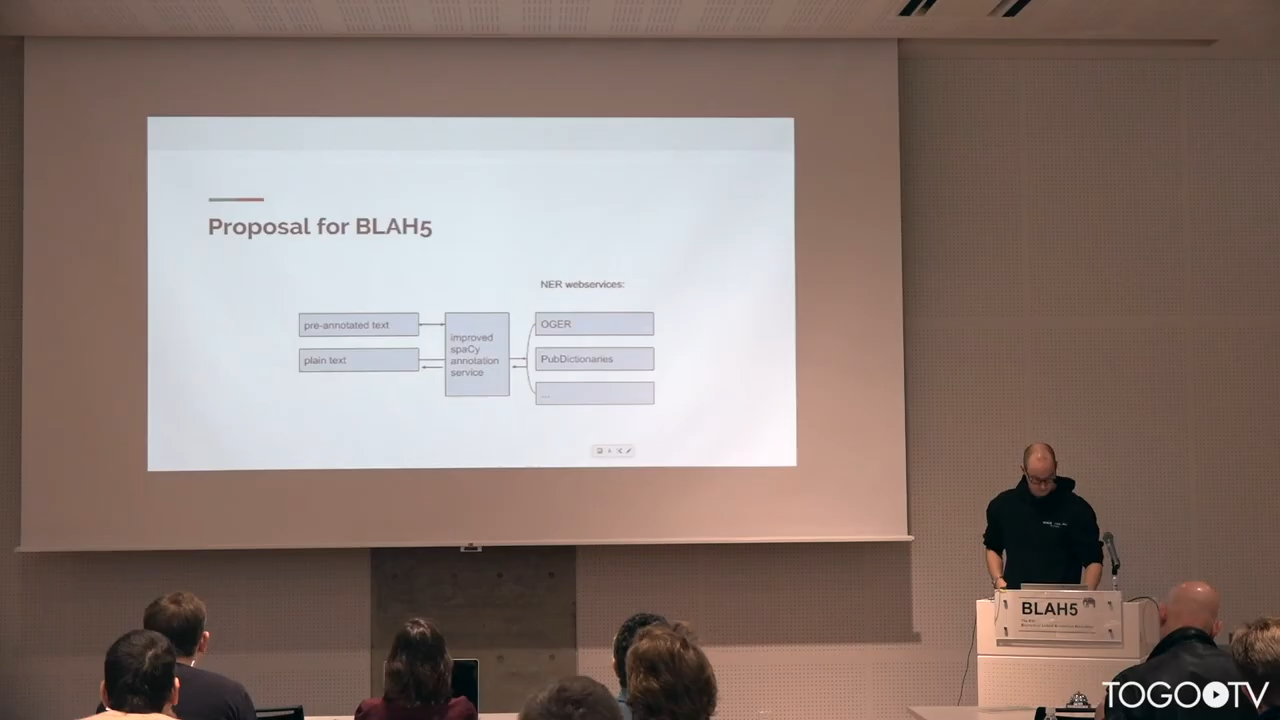 Proposal for BLAH5
NER webservices:
pre-annotated text
plain text
improved
spaCy
annotation
service
OGER
PubDictionaries
...
BLAH5
TOGOTV